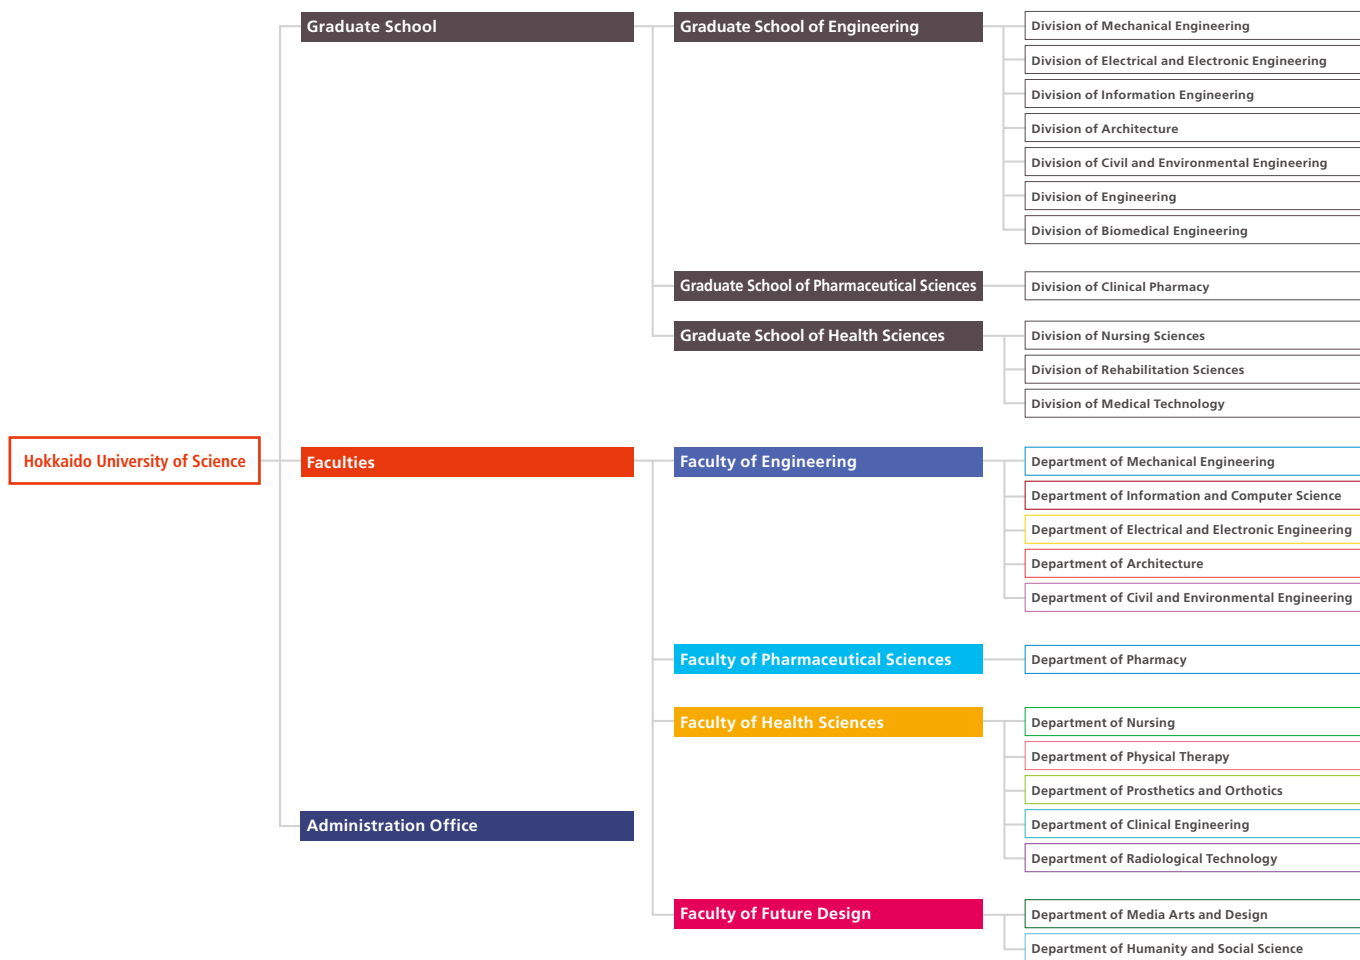 Hokkaido University of Science
Graduate School
Graduate School of Engineering
Division of Mechanical Engineering
Division of Electrical and Electronic Engineering
Division of Information Engineering
Division of Architecture
Division of Civil and Environmental Engineering
Division of Engineering
Division of Biomedical Engineering
Graduate School of Pharmaceutical Sciences
Division of Clinical Pharmacy
Graduate School of Health Sciences
Division of Nursing Sciences
Division of Rehabilitation Sciences
Division of Medical Technology
Faculties
Faculty of Engineering
Department of Mechanical Engineering
Department of Information and Computer Science
Department of Electrical and Electronic Engineering
Department of Architecture
Department of Civil and Environmental Engineering
Faculty of Pharmaceutical Sciences
Department of Pharmacy
Faculty of Health Sciences
Department of Nursing
Department of Physical Therapy
Department of Prosthetics and Orthotics
Department of Clinical Engineering
Department of Radiological Technology
Faculty of Future Design
Department of Media Arts and Design
Department of Humanity and Social Science
Administration Office